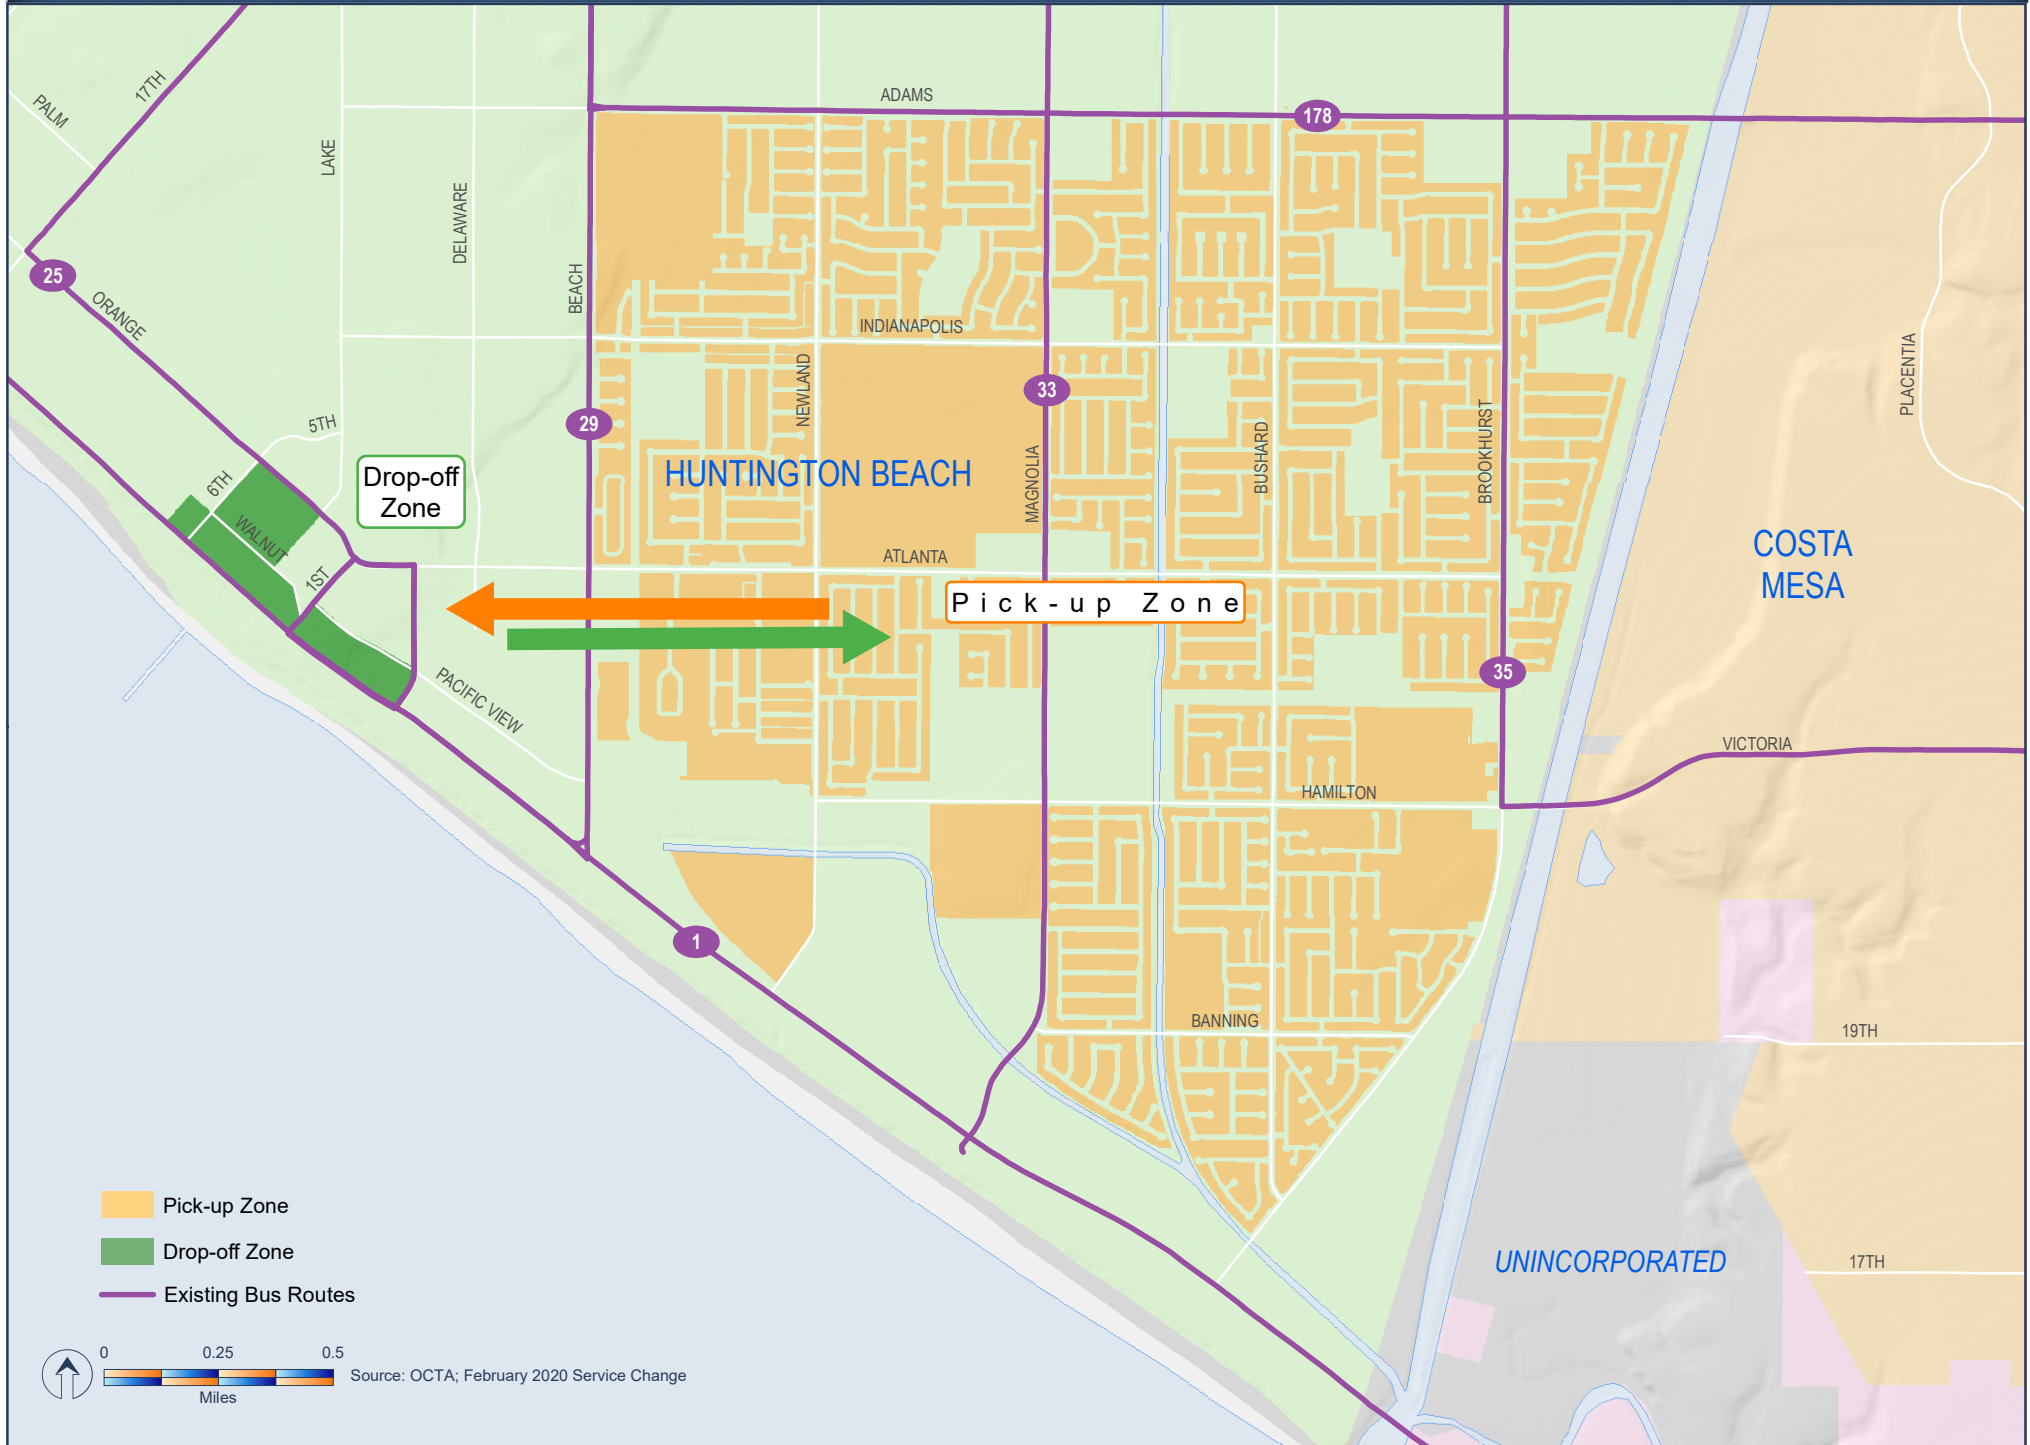 ADAMS
178
17TH
PALM
LAKE
DELAWARE
BEACH
25
ORANGE
INDIANAPOLIS
NEWLAND
33
29
PLACENTIA
5TH
6TH
Drop-off
Zone
HUNTINGTON BEACH
MAGNOLIA
BUSHARD
BROOKHURST
WALNUT
1ST
ATLANTA
COSTA
MESA
Pick-up Zone
35
PACIFIC VIEW
VICTORIA
HAMILTON
1
BANNING
19TH
UNINCORPORATED
17TH
Pick-up Zone
Drop-off Zone
Existing Bus Routes
0 0.25 0.5
Miles
Source: OCTA; February 2020 Service Change